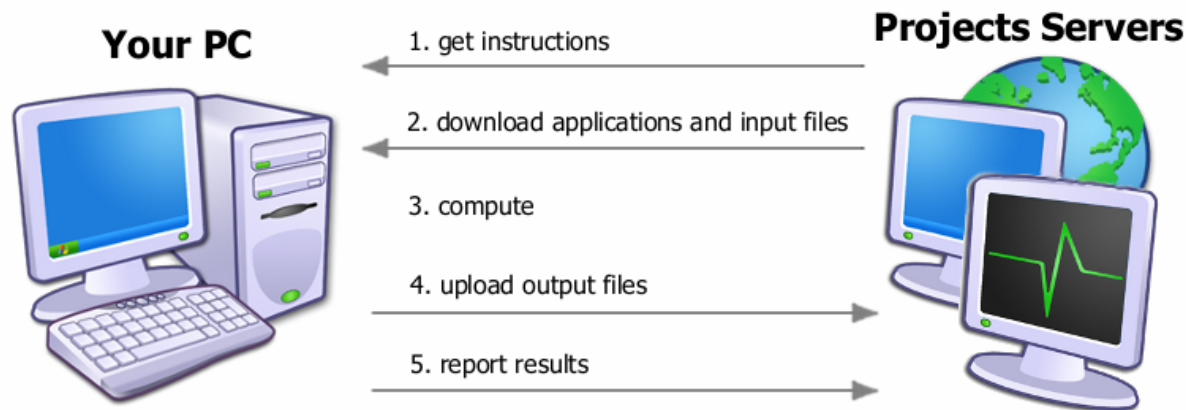 Your PC
Projects Servers
1. get instructions
2. download applications and input files
3. compute
4. upload output files
5. report results